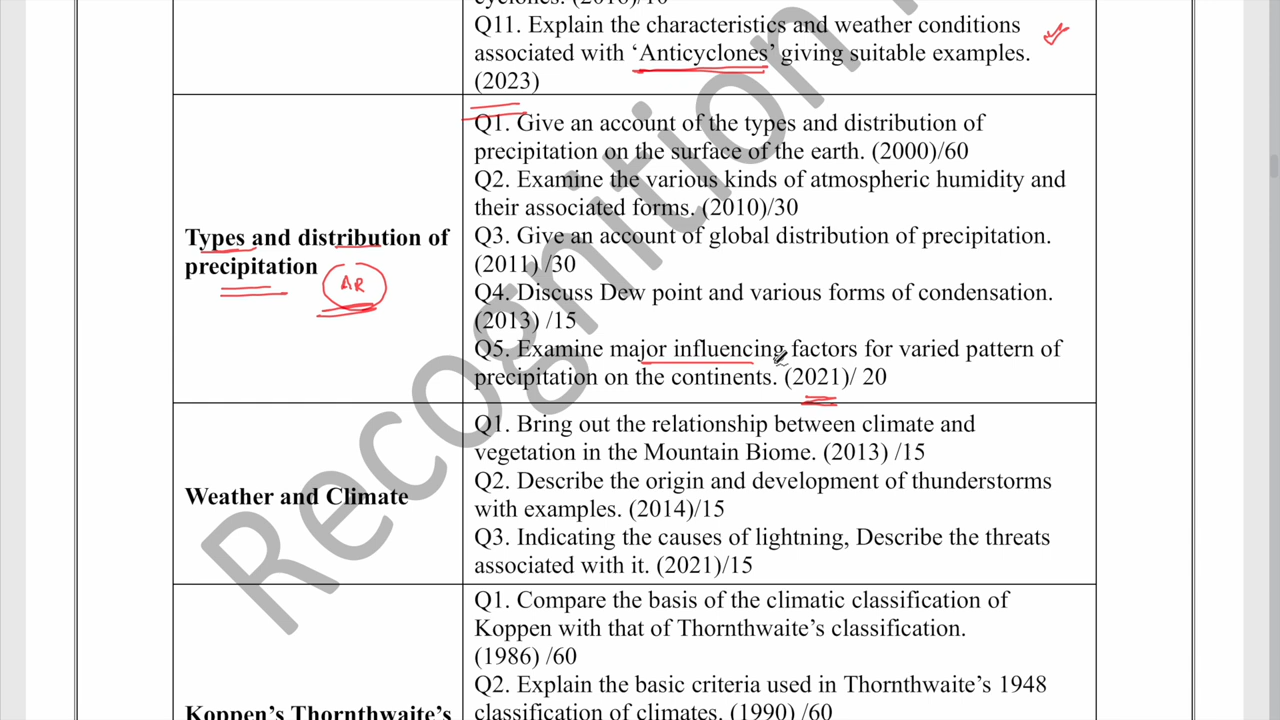 cyclones. (2016)/10
Q11. Explain the characteristics and weather conditions
associated with ‘Anticyclones’ giving suitable examples.
(2023)
Types and distribution of
precipitation
AR
Q1. Give an account of the types and distribution of
precipitation on the surface of the earth. (2000)/60
Q2. Examine the various kinds of atmospheric humidity and
their associated forms. (2010)/30
Q3. Give an account of global distribution of precipitation.
(2011) /30
Q4. Discuss Dew point and various forms of condensation.
(2013) /15
Q5. Examine major influencing factors for varied pattern of
precipitation on the continents. (2021)/ 20
Weather and Climate
Q1. Bring out the relationship between climate and
vegetation in the Mountain Biome. (2013) /15
Q2. Describe the origin and development of thunderstorms
with examples. (2014)/15
Q3. Indicating the causes of lightning, Describe the threats
associated with it. (2021)/15
Koppen’s Thornthwaite’s
Q1. Compare the basis of the climatic classification of
Koppen with that of Thornthwaite’s classification.
(1986) /60
Q2. Explain the basic criteria used in Thornthwaite’s 1948
classification of climates. (1990) /60
Recognition